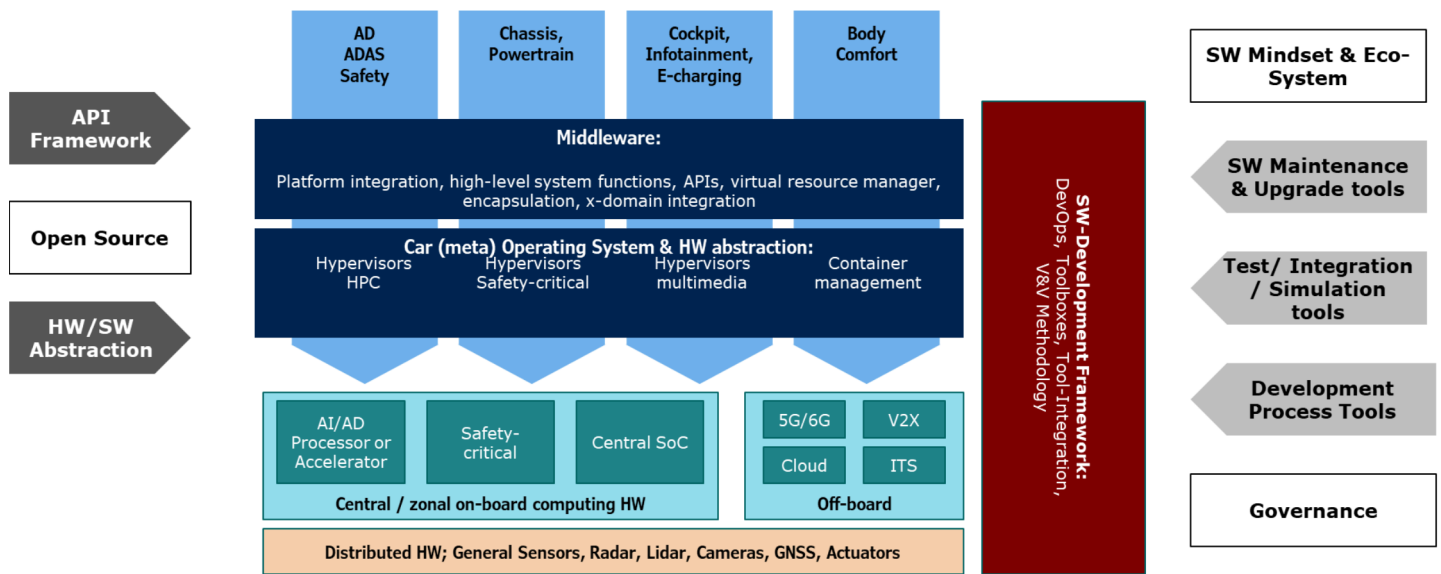 AD
ADAS
Safety
Chassis,
Powertrain
Cockpit,
Infotainment,
E-charging
Body
Comfort
SW Mindset & Eco-
System
API
Framework
Middleware:
Platform integration, high-level system functions, APIs, virtual resource manager,
encapsulation, x-domain integration
SW Maintenance
& Upgrade tools
Open Source
Car (meta) Operating System & HW abstraction:
Hypervisors
HPC
Hypervisors
Safety-critical
Hypervisors
multimedia
Container
management
SW-Development Framework:
DevOps, Toolboxes, Tool-Integration,
V&V Methodology
Test/ Integration
/ Simulation
tools
HW/SW
Abstraction
Development
Process Tools
AI/AD
Processor or
Accelerator
Safety-
critical
Central SoC
5G/6G
V2X
Cloud
ITS
Central / zonal on-board computing HW
Off-board
Governance
Distributed HW; General Sensors, Radar, Lidar, Cameras, GNSS, Actuators